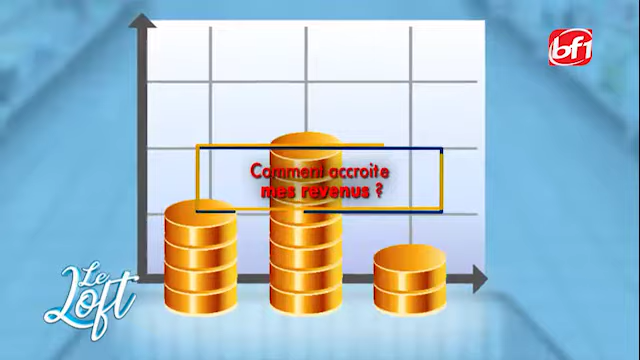 bf1
Comment accroite
mes revenus ?
Le
Loft